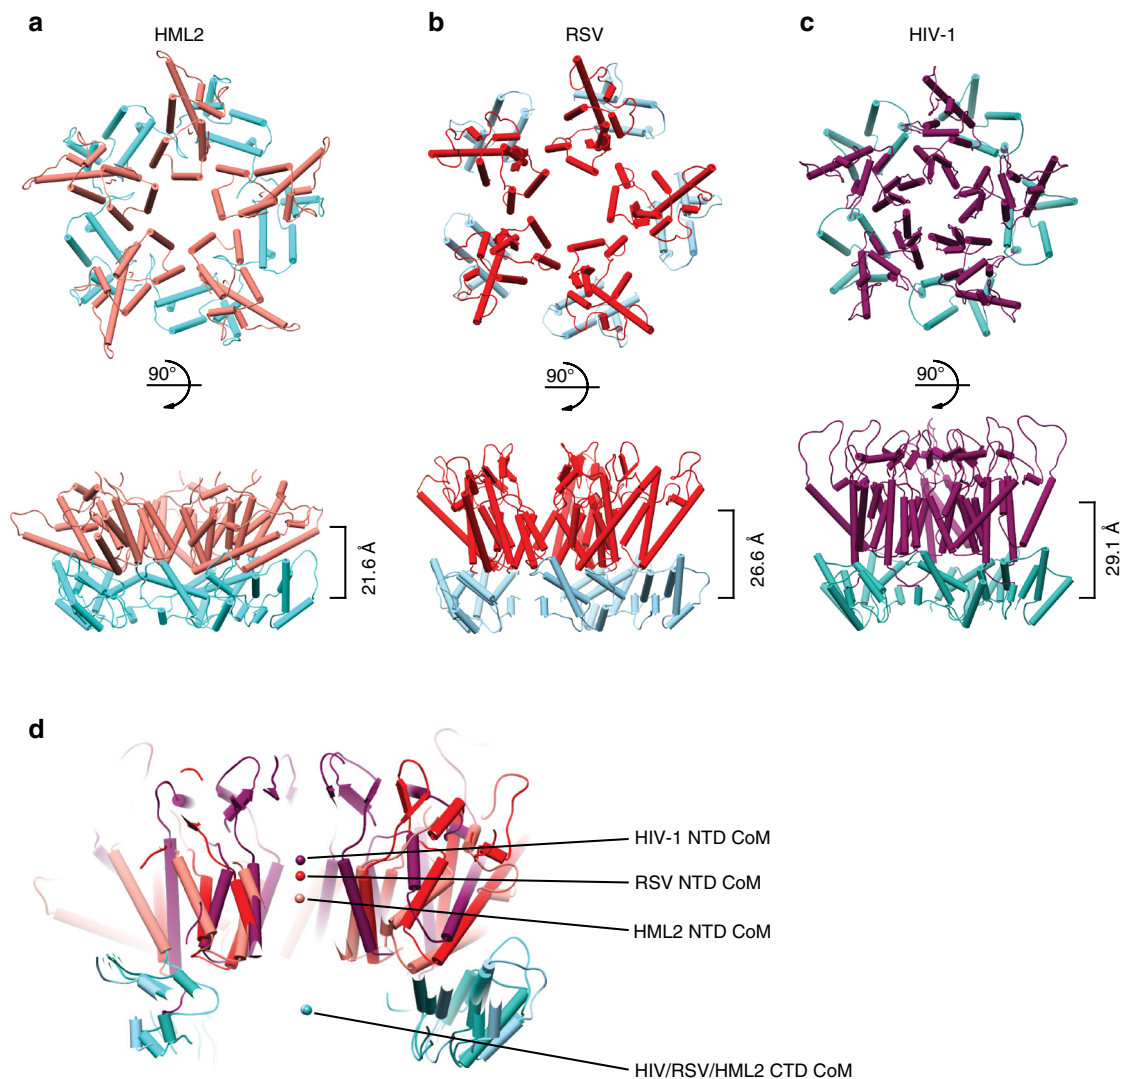 a
HML2
b
RSV
c
HIV-1
90°
90°
90°
21.6 Å
26.6 Å
29.1 Å
d
HIV-1 NTD CoM
RSV NTD CoM
HML2 NTD CoM
HIV/RSV/HML2 CTD CoM